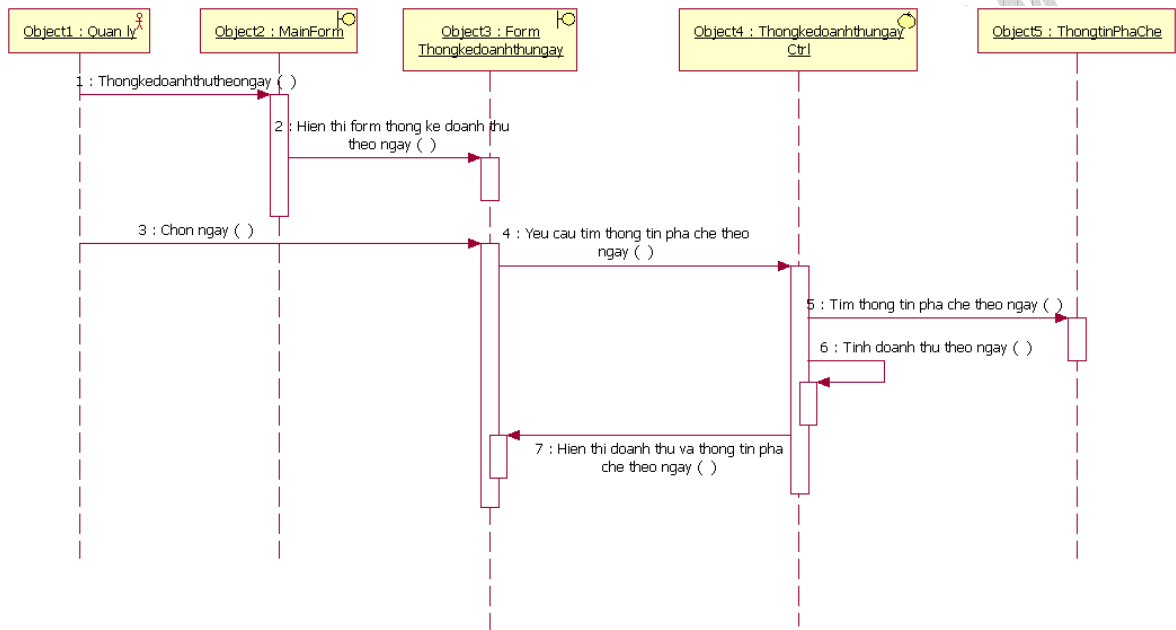 Object1 : Quan ly
Object2 : MainForm
Object3 : Form
Thongkedoanhthungay
Object4 : Thongkedoanhthungay
Ctrl
Object5 : ThongtinPhaChe
1 : Thongkedoanhthutheongay ( )
2 : Hien thi form thong ke doanh thu
theo ngay ( )
3 : Chon ngay ( )
4 : Yeu cau tim thong tin pha che theo
ngay ( )
5 : Tim thong tin pha che theo ngay ( )
6 : Tinh doanh thu theo ngay ( )
7 : Hien thi doanh thu va thong tin pha
che theo ngay ( )